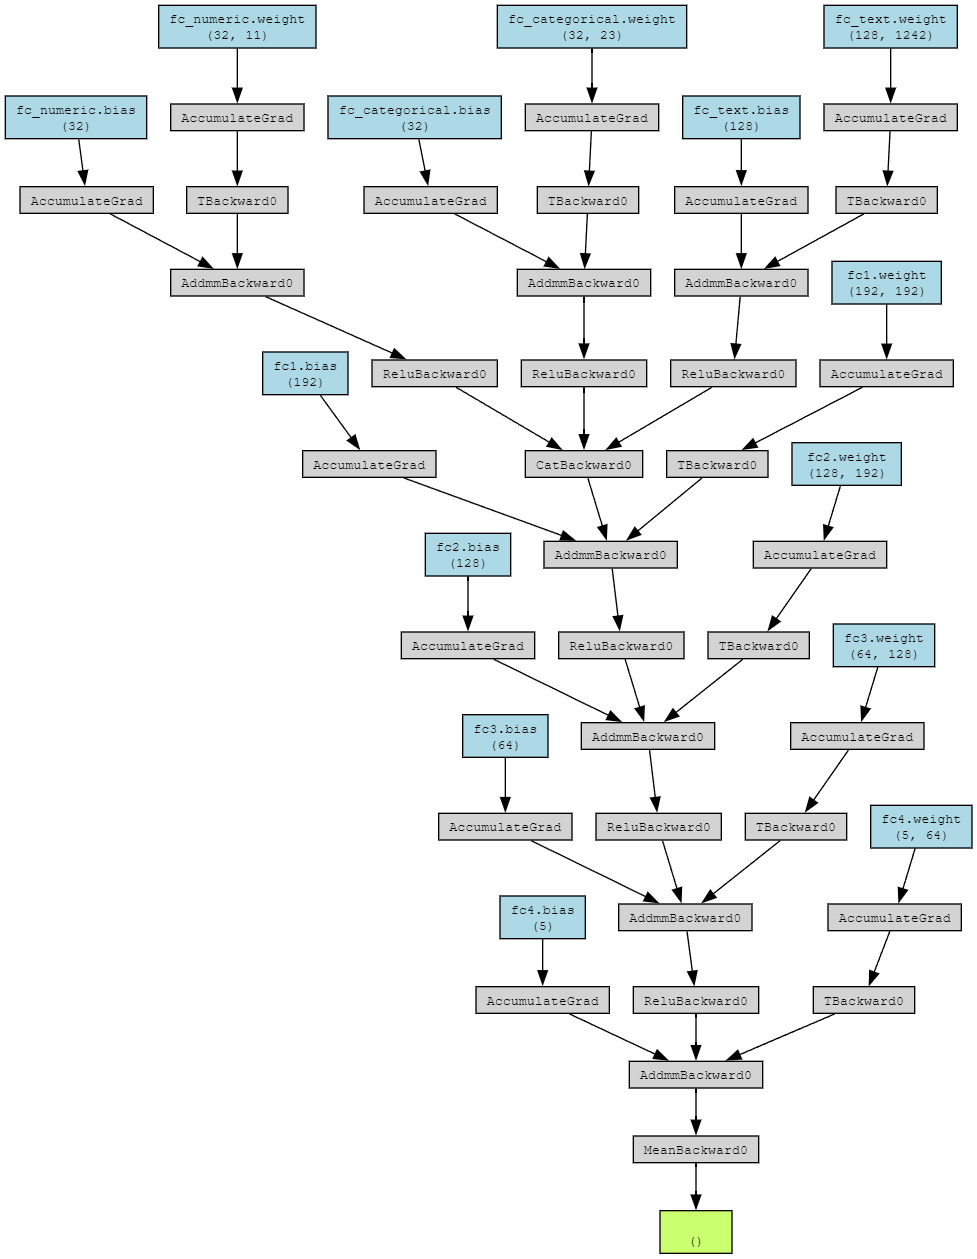 fc_numeric.weight
(32, 11)
fc_categorical.weight
(32, 23)
fc_text.weight
(128, 1242)
fc_numeric.bias
(32)
AccumulateGrad
fc_categorical.bias
(32)
AccumulateGrad
fc_text.bias
(128)
AccumulateGrad
AccumulateGrad
TBackward0
AccumulateGrad
TBackward0
AccumulateGrad
TBackward0
AddmmBackward0
AddmmBackward0
AddmmBackward0
fc1.weight
(192, 192)
fc1.bias
(192)
ReluBackward0
ReluBackward0
ReluBackward0
AccumulateGrad
AccumulateGrad
CatBackward0
TBackward0
fc2.weight
(128, 192)
fc2.bias
(128)
AddmmBackward0
AccumulateGrad
AccumulateGrad
ReluBackward0
TBackward0
fc3.weight
(64, 128)
fc3.bias
(64)
AddmmBackward0
AccumulateGrad
AccumulateGrad
ReluBackward0
TBackward0
fc4.weight
(5, 64)
fc4.bias
(5)
AddmmBackward0
AccumulateGrad
AccumulateGrad
ReluBackward0
TBackward0
AddmmBackward0
MeanBackward0
()